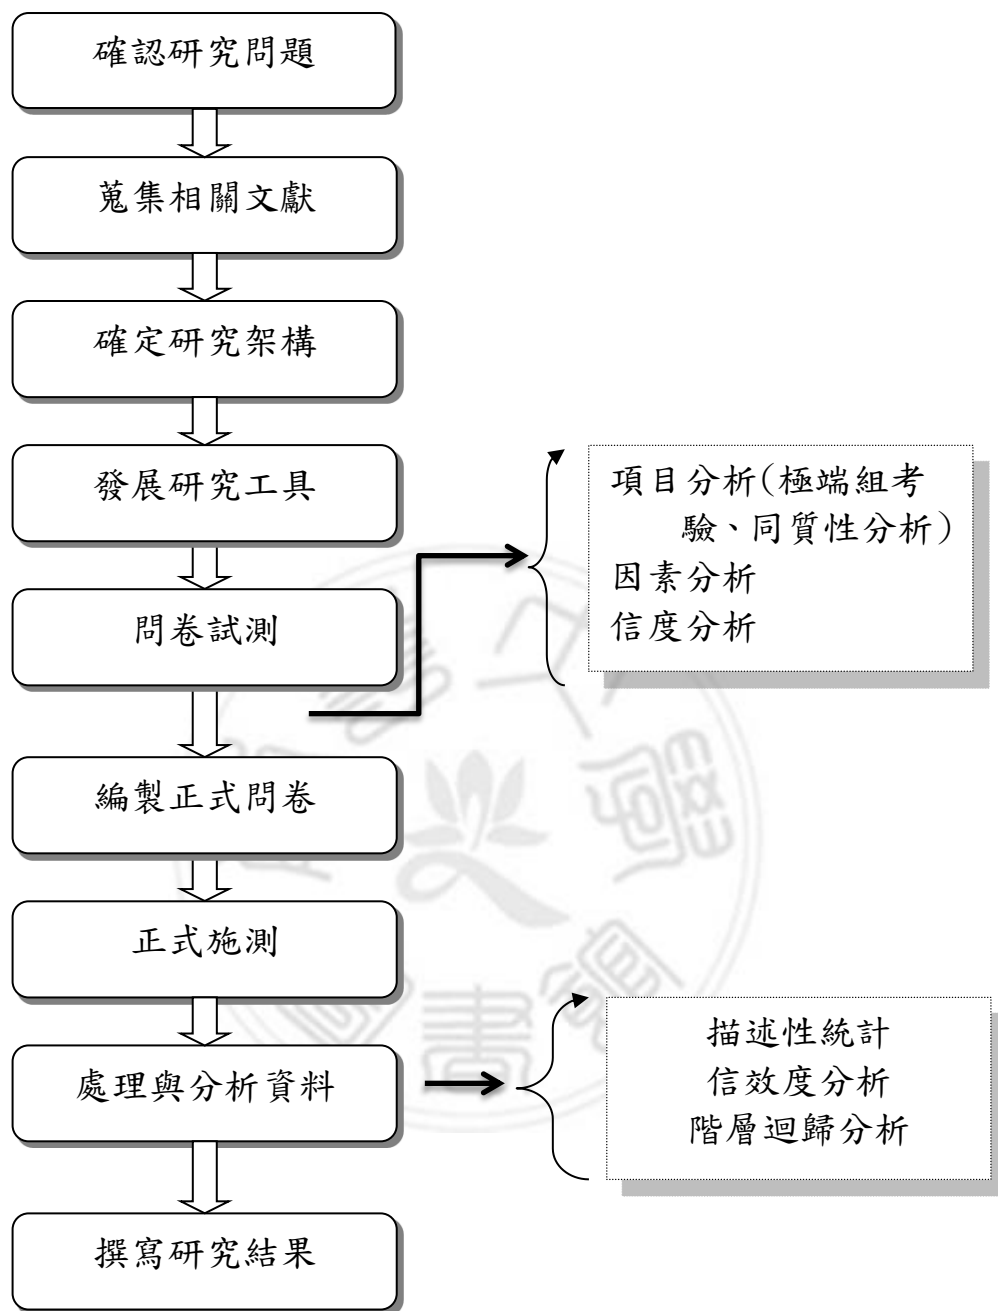 確認研究問題
蒐集相關文獻
確定研究架構
發展研究工具
問卷試測
項目分析(極端組考
驗、同質性分析)
因素分析
信度分析
編製正式問卷
正式施測
處理與分析資料
描述性統計
信效度分析
階層迴歸分析
撰寫研究結果